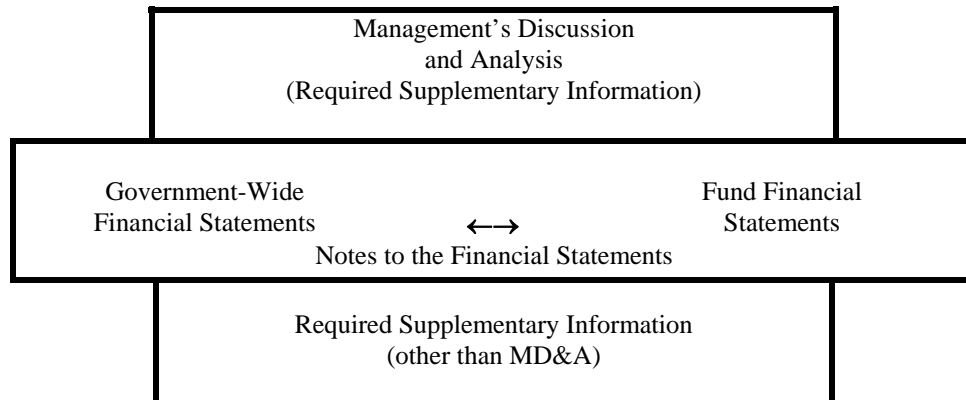 Management’s Discussion
and Analysis
(Required Supplementary Information)
Government-Wide
Financial Statements
Fund Financial
Statements
←→
Notes to the Financial Statements
Required Supplementary Information
(other than MD&A)